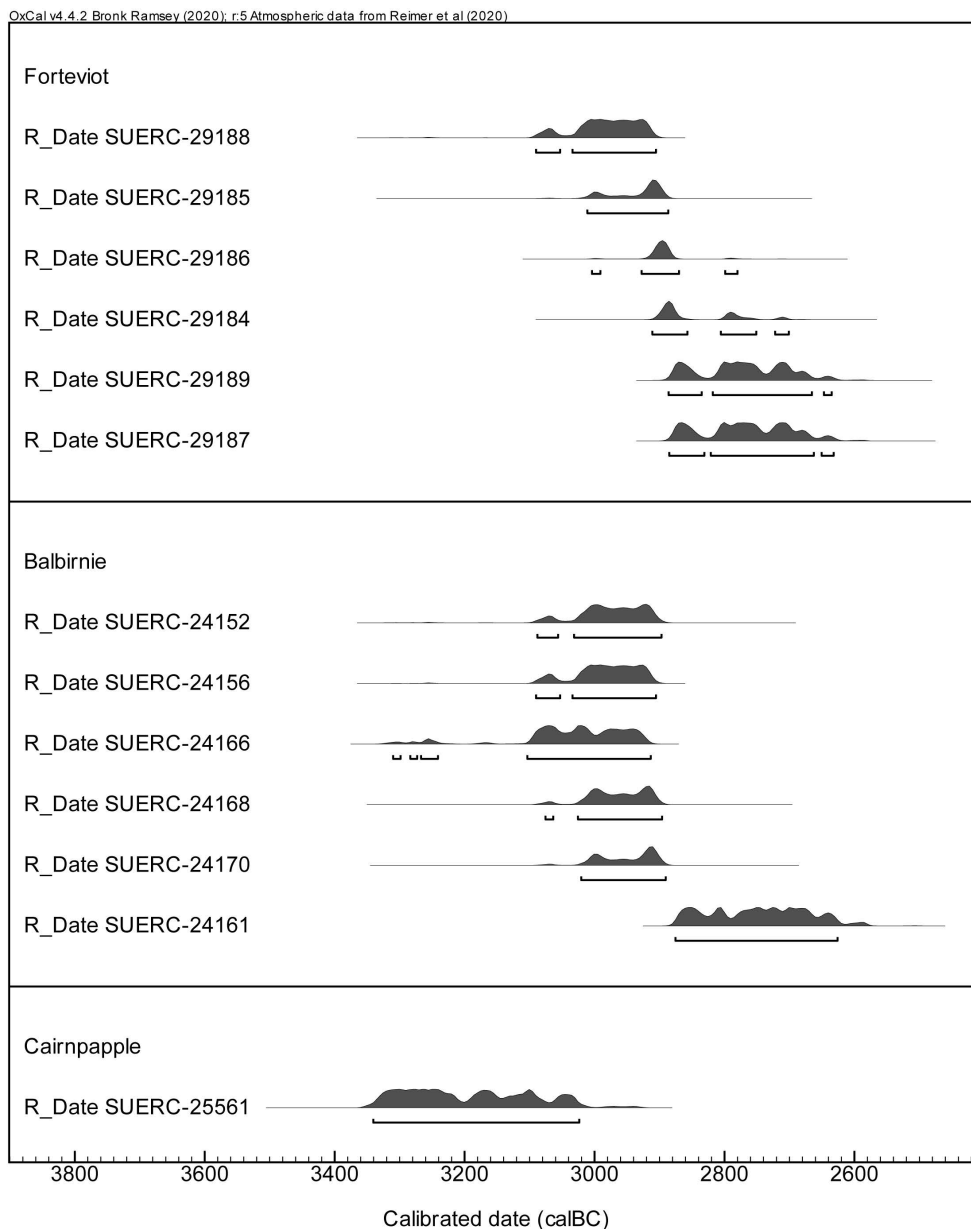 OxCal v4.4.2 Bronk Ramsey (2020); r:5 Atmospheric data from Reimer et al (2020)
Forteviot
R_Date SUERC-29188
R_Date SUERC-29185
R_Date SUERC-29186
R_Date SUERC-29184
R_Date SUERC-29189
R_Date SUERC-29187
Balbirnie
R_Date SUERC-24152
R_Date SUERC-24156
R_Date SUERC-24166
R_Date SUERC-24168
R_Date SUERC-24170
R_Date SUERC-24161
Cairnpapple
R_Date SUERC-25561
3800 3600 3400 3200 3000 2800 2600
Calibrated date (calBC)